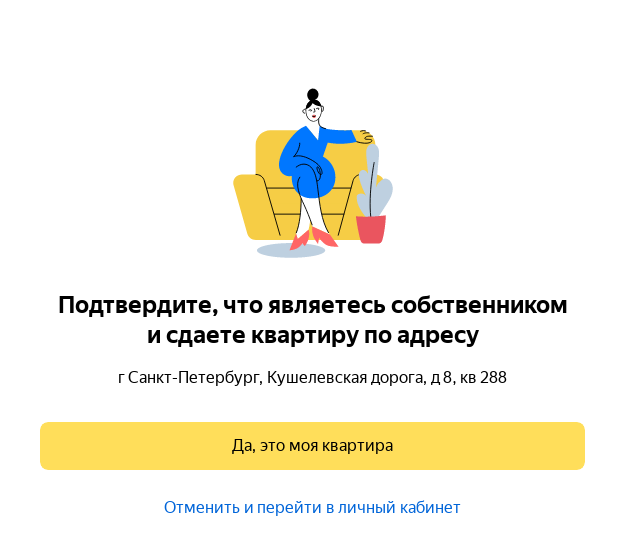 Подтвердите, что являетесь собственником
и сдаете квартиру по адресу
г Санкт-Петербург, Кушелевская дорога, д 8, кв 288
Да, это моя квартира
Отменить и перейти в личный кабинет